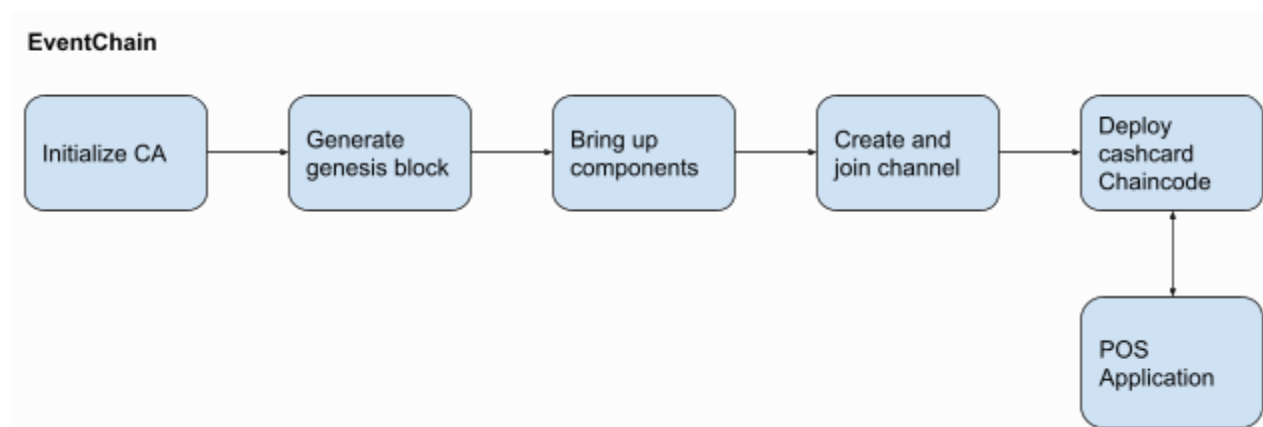 EventChain
Initialize CA
Generate
genesis block
Bring up
components
Create and
join channel
Deploy
cashcard
Chaincode
POS
Application